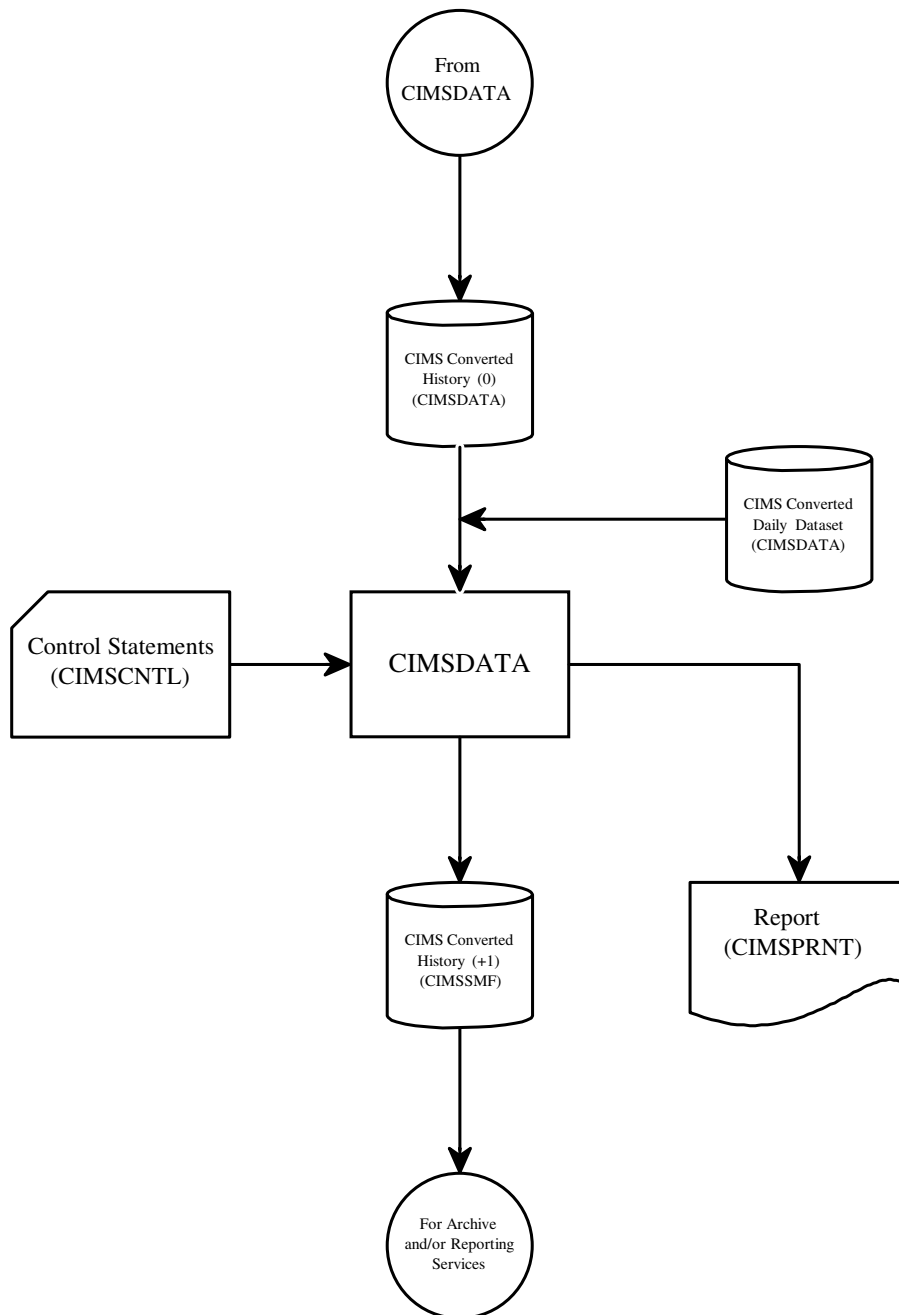 From
CIMSDATA
CIMS Converted
History (0)
(CIMSDATA)
CIMS Converted
Daily Dataset
(CIMSDATA)
Control Statements
(CIMSCNTL)
CIMSDATA
CIMS Converted
History (+1)
(CIMSSMF)
Report
(CIMSPRNT)
For Archive
and/or Reporting
Services